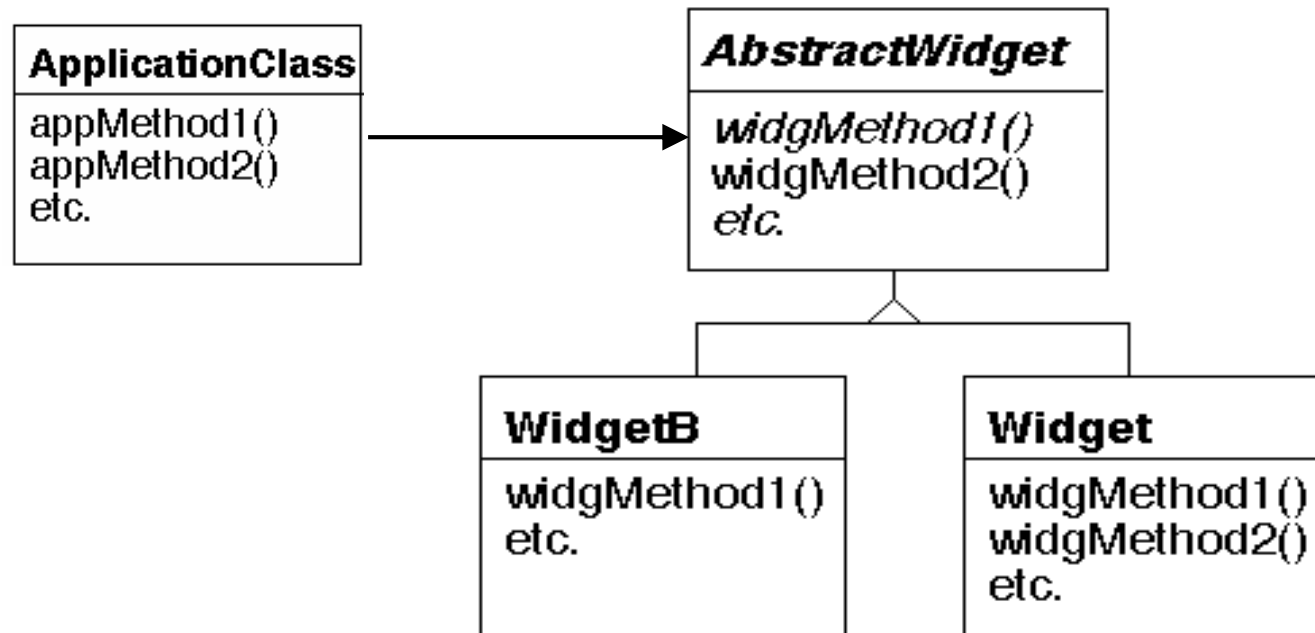 ApplicationClass
appMethod1()
appMethod2()
etc.
AbstractWidget
widgMethod1()
widgMethod2()
etc.
WidgetB
widgMethod1()
etc.
Widget
widgMethod1()
widgMethod2()
etc.